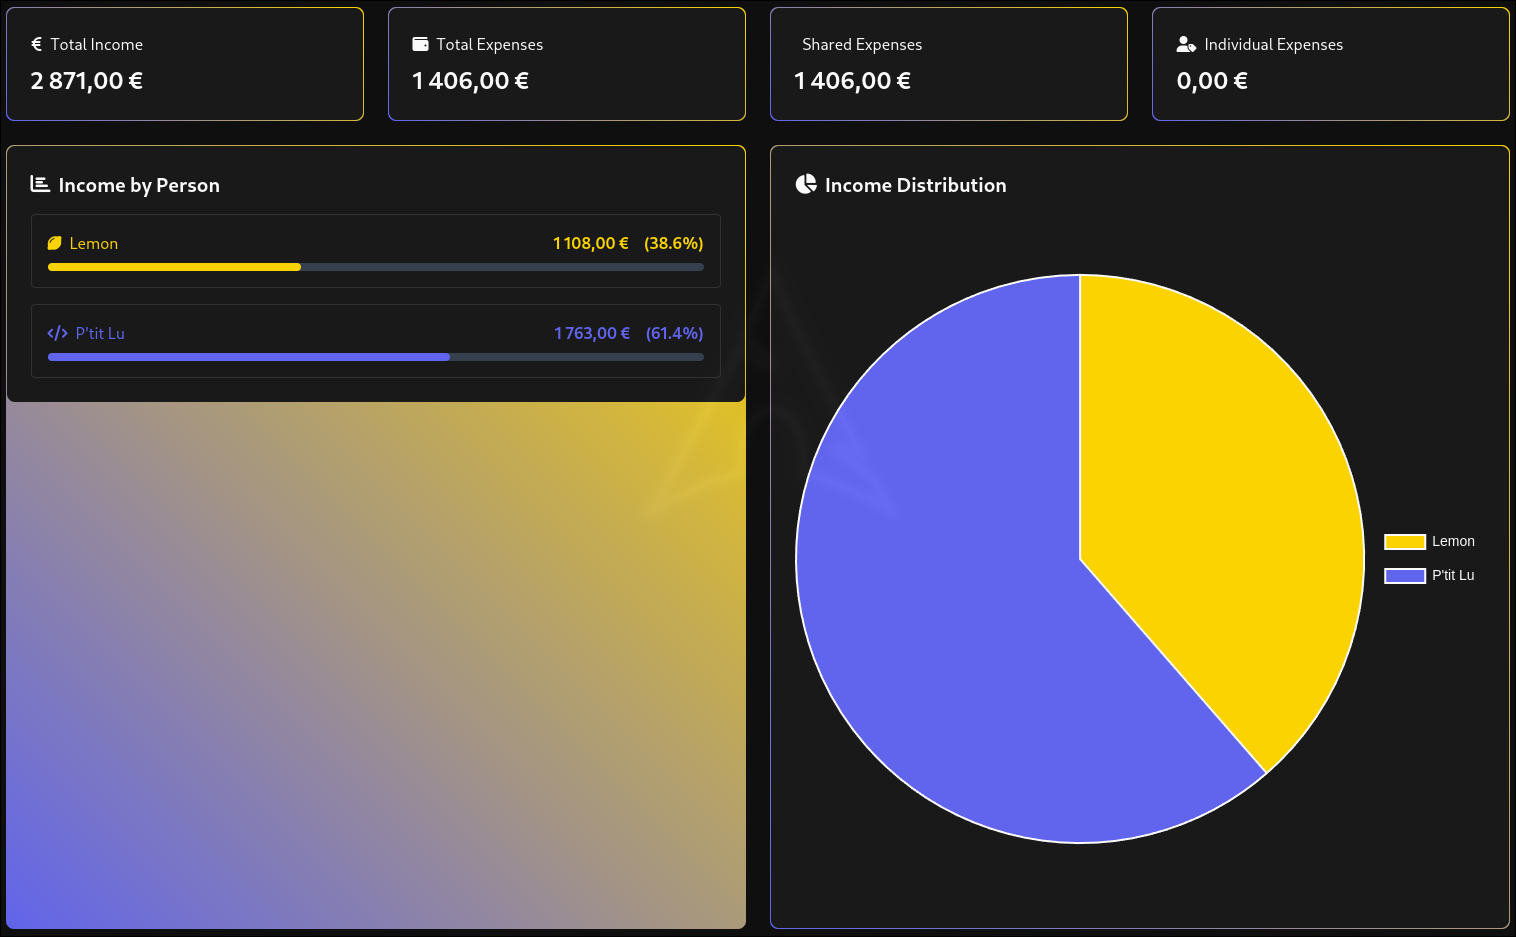 Total Income
2 871,00 €
Total Expenses
1 406,00 €
Shared Expenses
1 406,00 €
Individual Expenses
0,00 €
Income by Person
Lemon 1 108,00 € (38.6%)
P'tit Lu 1 763,00 € (61.4%)
Income Distribution
Lemon
P'tit Lu